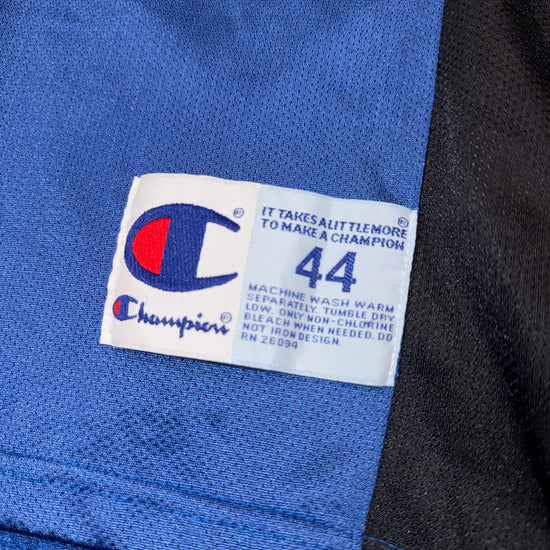 IT TAKES A LITTLE MORE
TO MAKE A CHAMPION
44
Champion
MACHINE WASH WARM
SEPARATELY. TUMBLE DRY
LOW. ONLY NON-CHLORINE
BLEACH WHEN NEEDED. DO
NOT IRON DESIGN.
RN 26094